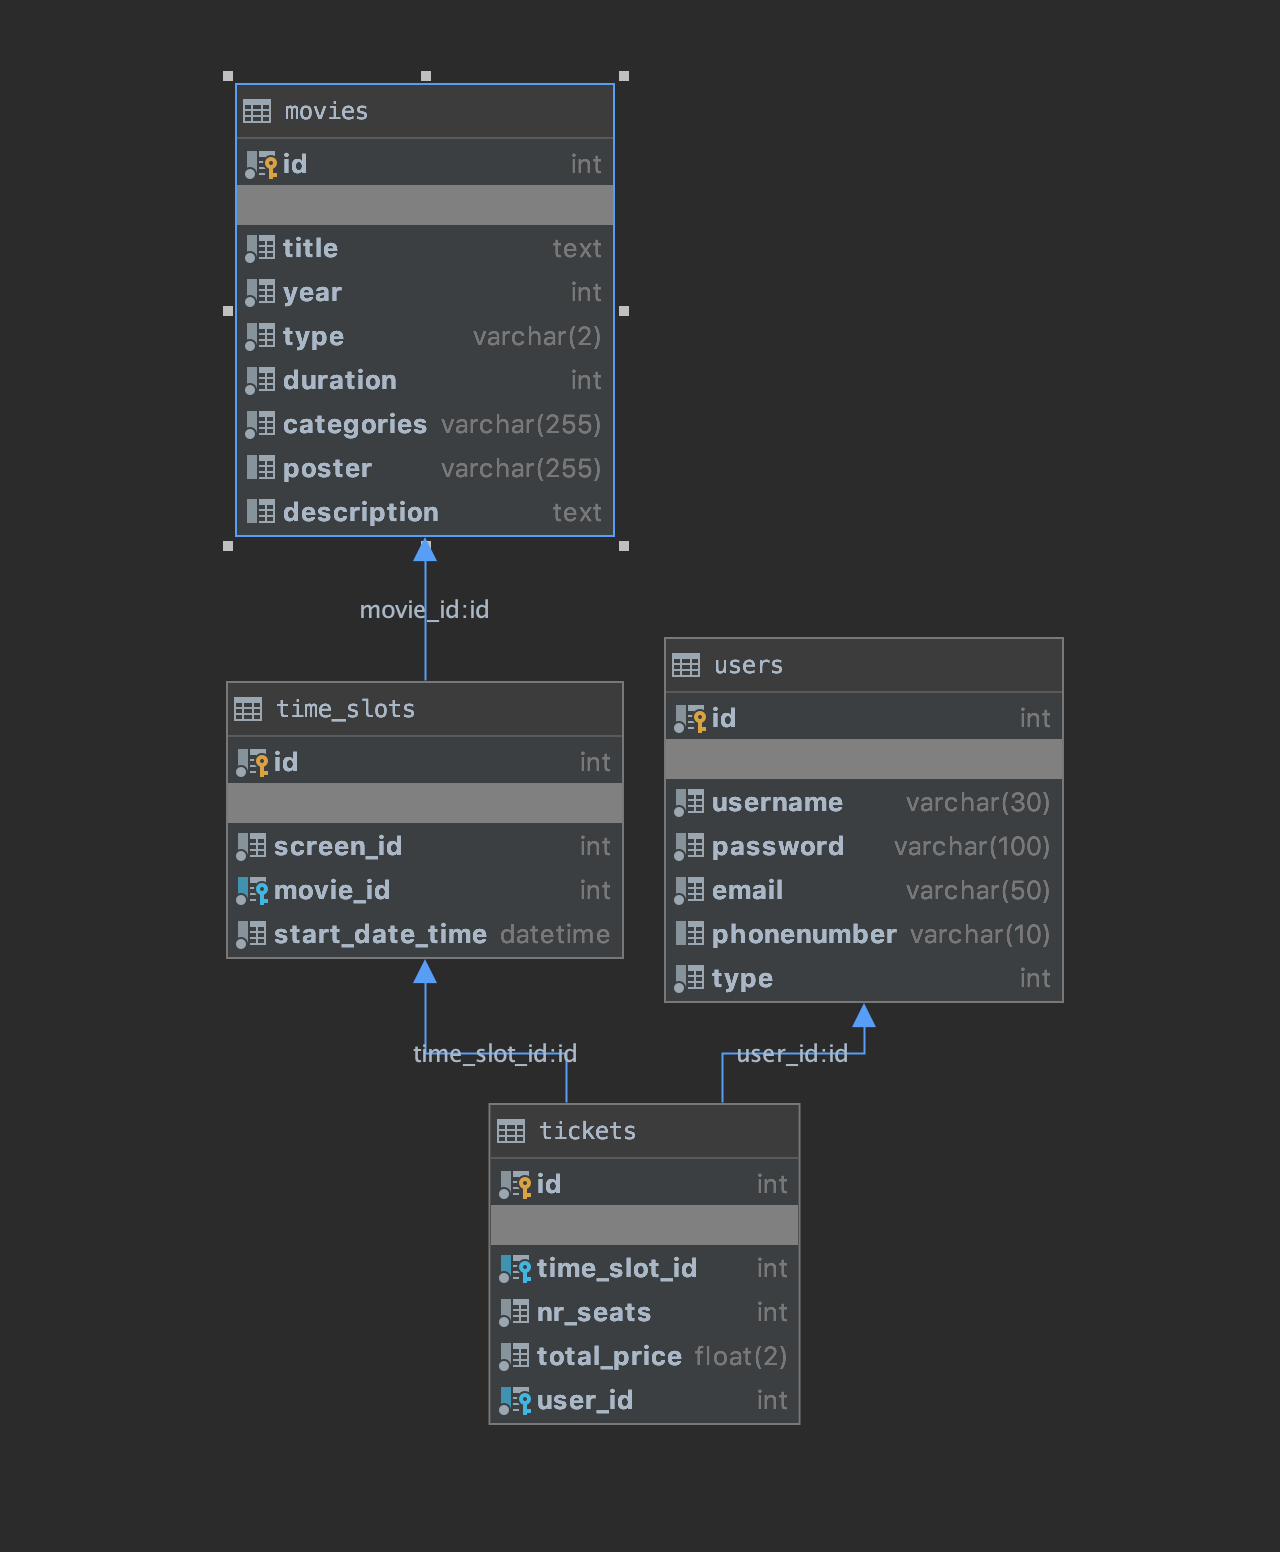 movies
id int
title text
year int
type varchar(2)
duration int
categories varchar(255)
poster varchar(255)
description text
movie_id:id
time_slots
id int
screen_id int
movie_id int
start_date_time datetime
users
id int
username varchar(30)
password varchar(100)
email varchar(50)
phonenumber varchar(10)
type int
time_slot_id:id
user_id:id
tickets
id int
time_slot_id int
nr_seats int
total_price float(2)
user_id int